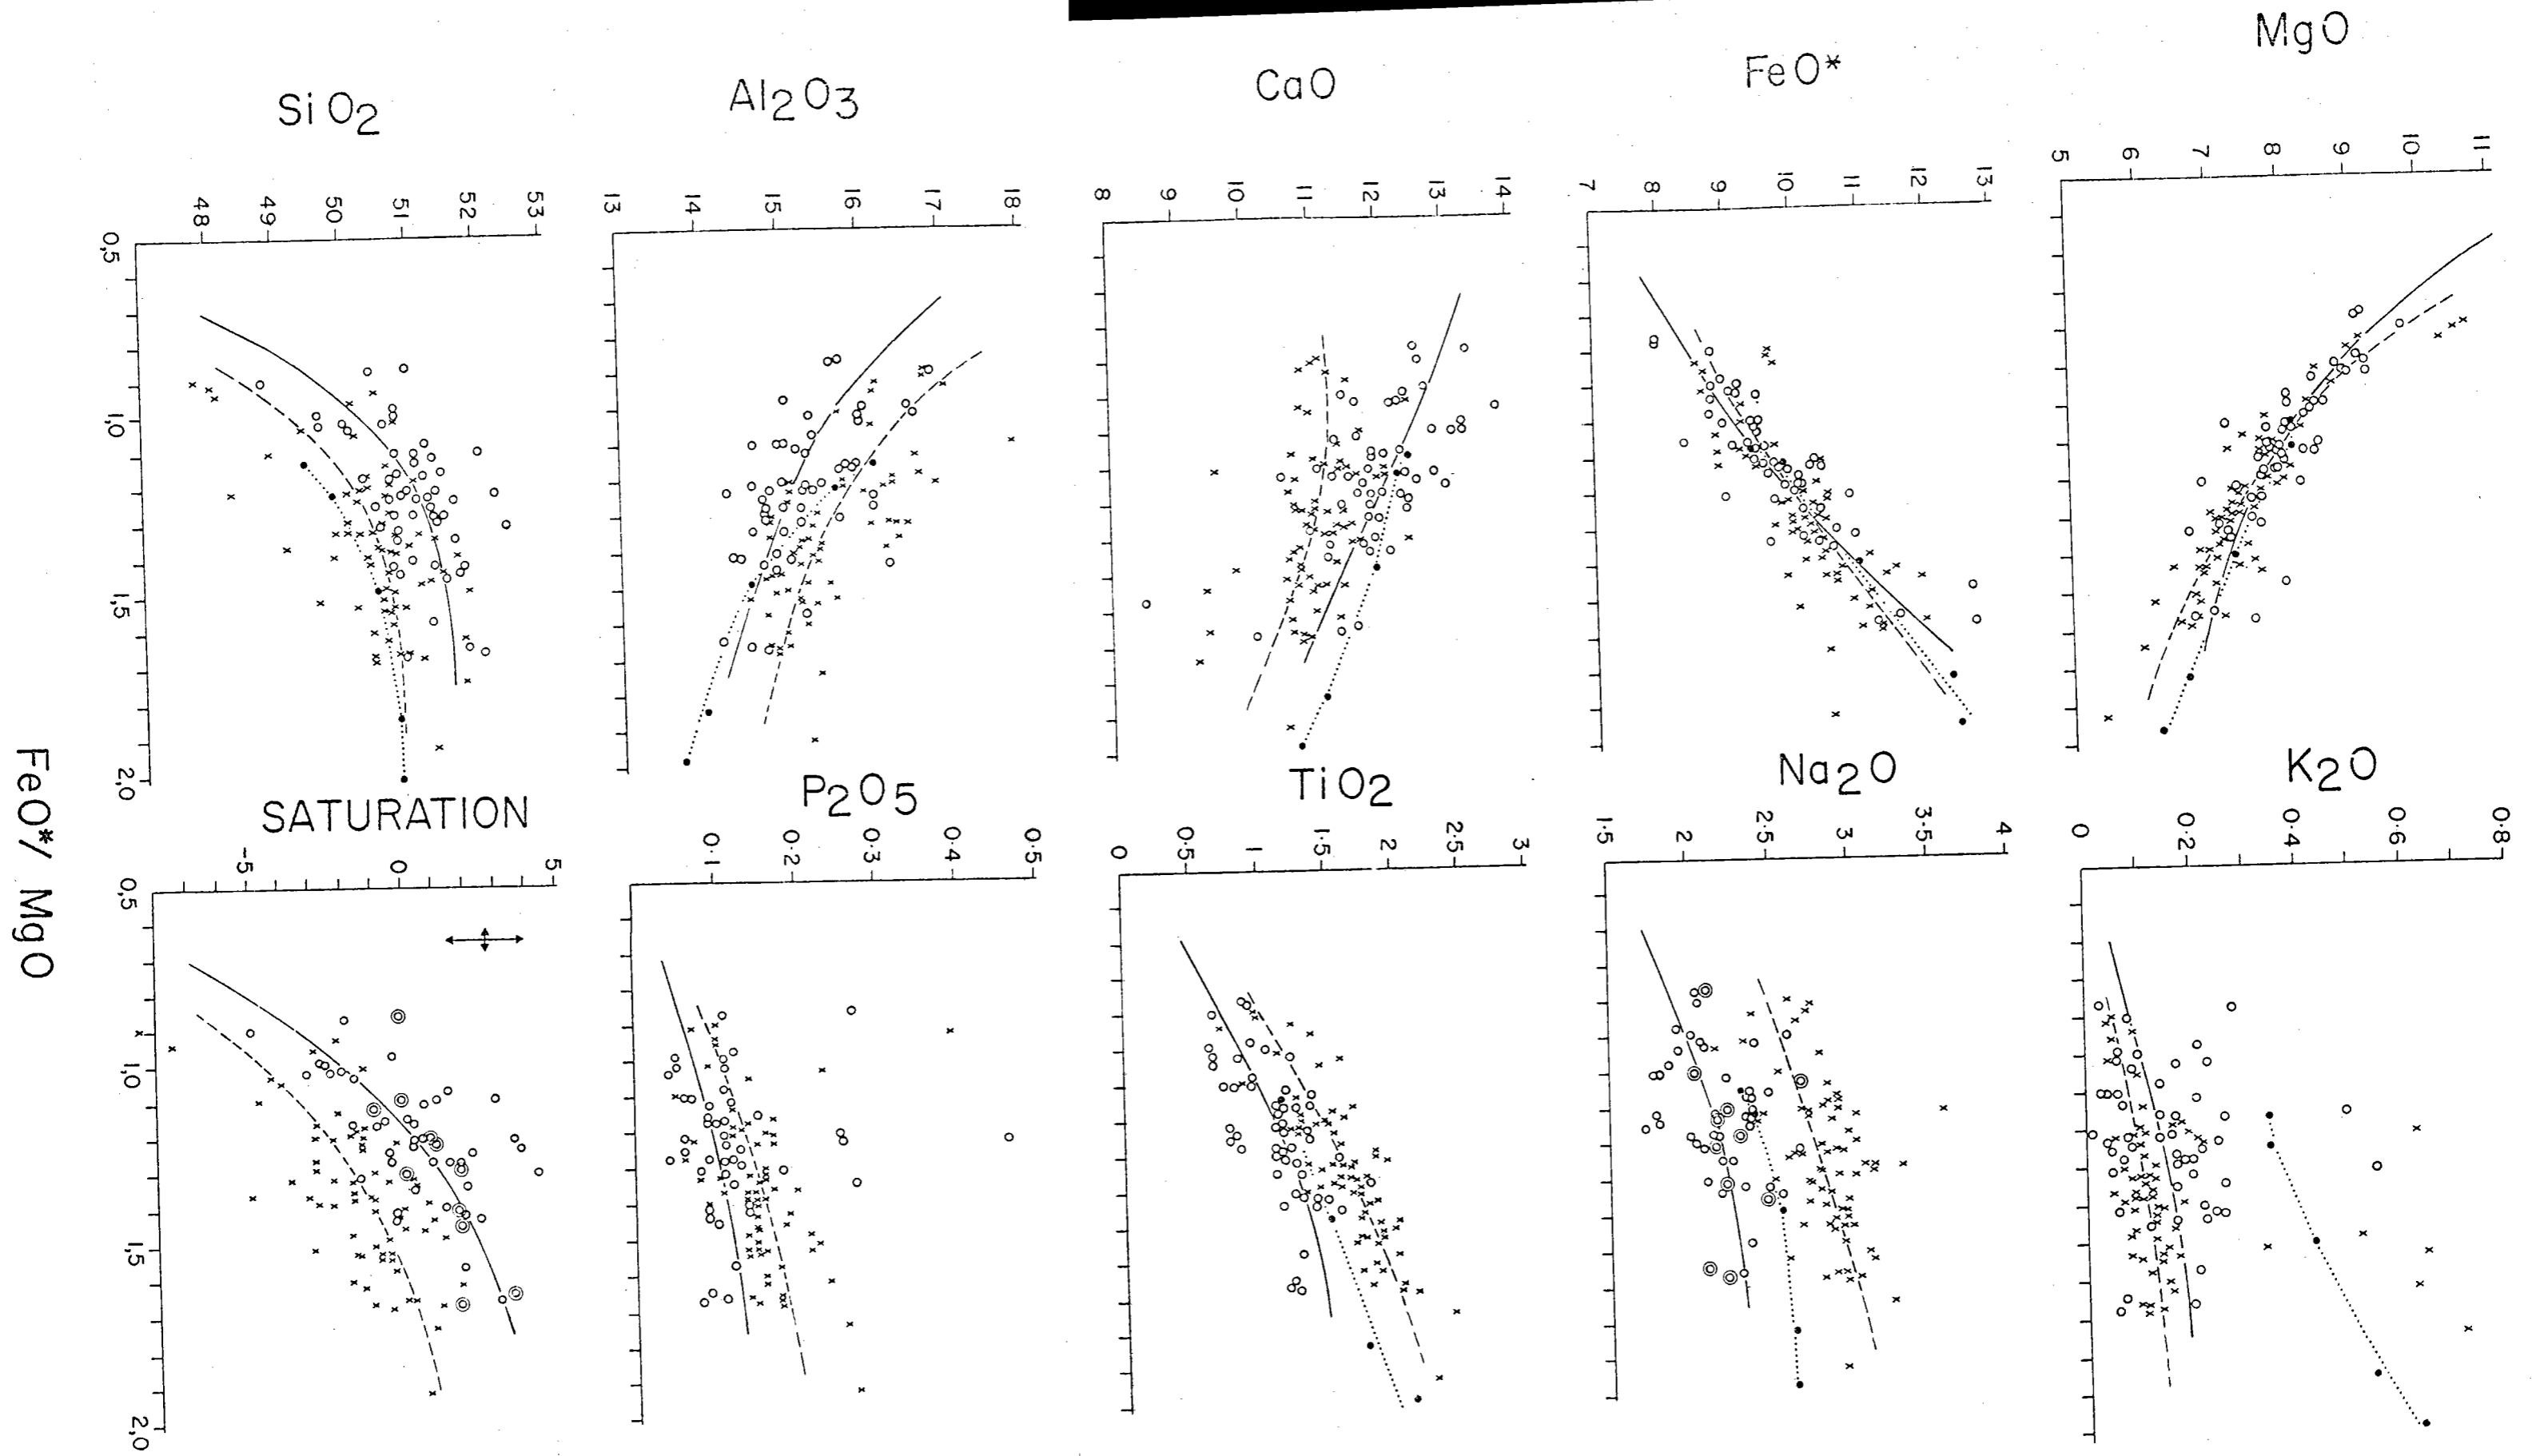 MgO
5 6 7 8 9 10 11
FeO*
7 8 9 10 11 12 13
CaO
8 9 10 11 12 13 14
Al2O3
13 14 15 16 17 18
SiO2
48 49 50 51 52 53
0,5
1,0
1,5
2,0
K2O
0 0·2 0·4 0·6 0·8
Na2O
1·5 2 2·5 3 3·5 4
TiO2
0 0·5 1 1·5 2 2·5 3
P2O5
0·1 0·2 0·3 0·4 0·5
SATURATION
-5 0 5
0,5
1,0
1,5
2,0
FeO*/ MgO